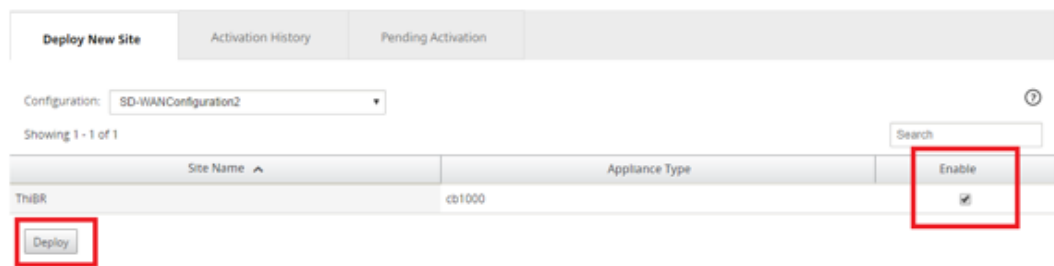 Deploy New Site Activation History Pending Activation
Configuration: SD-WANConfiguration2
Showing 1 - 1 of 1 Search
Site Name Appliance Type Enable
ThiBR cb1000
Deploy